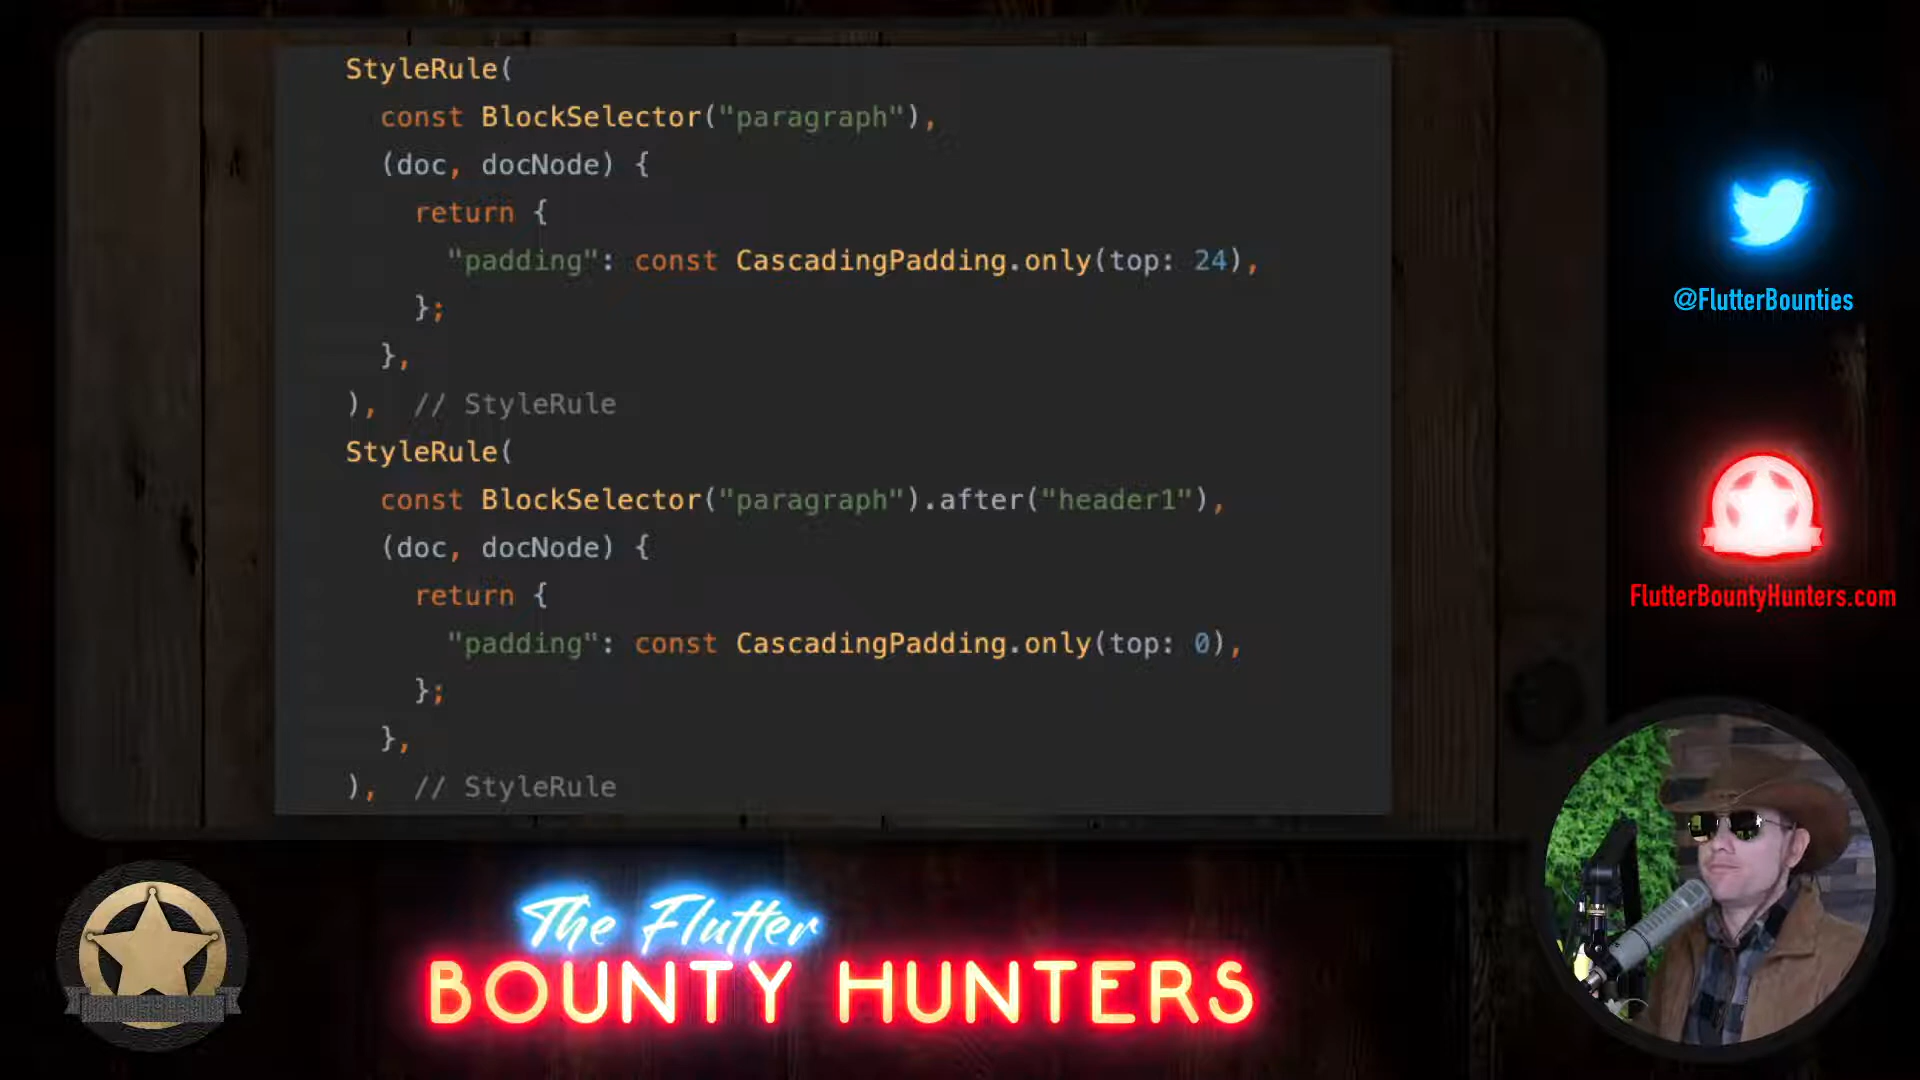 StyleRule(
const BlockSelector("paragraph"),
(doc, docNode) {
return {
"padding": const CascadingPadding.only(top: 24),
};
},
), // StyleRule
StyleRule(
const BlockSelector("paragraph").after("header1"),
(doc, docNode) {
return {
"padding": const CascadingPadding.only(top: 0),
};
},
), // StyleRule
@FlutterBounties
FlutterBountyHunters.com
The Flutter
BOUNTY HUNTERS